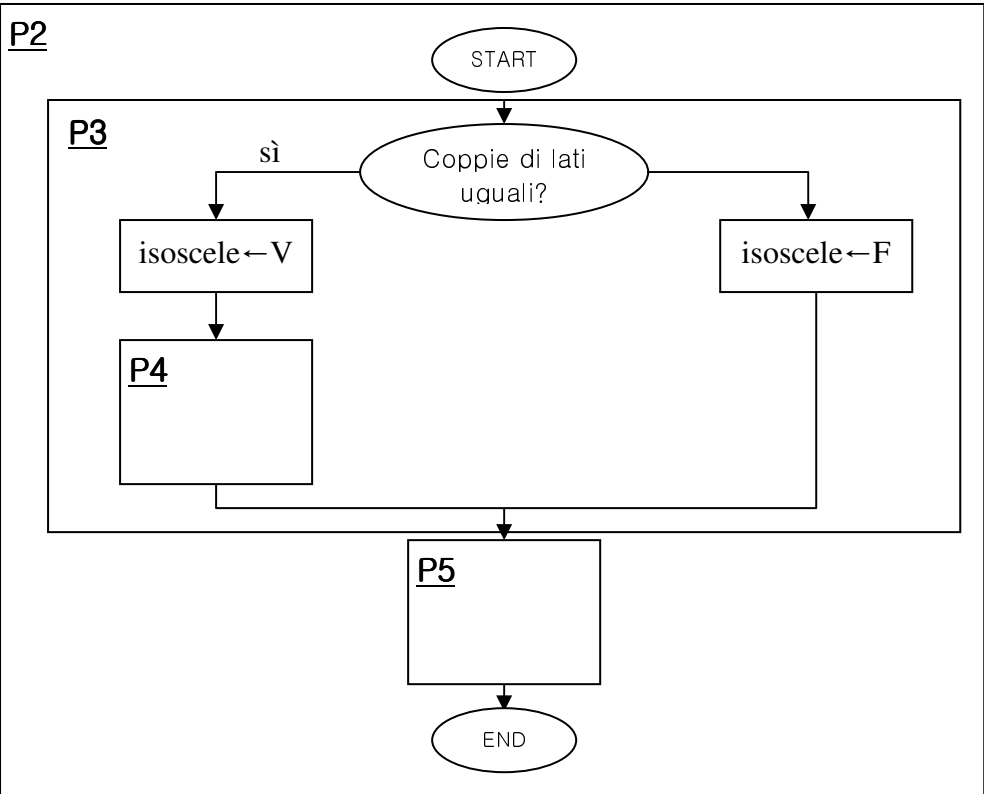 P2
START
P3
sì
Coppie di lati
uguali?
isoscele←V
isoscele←F
P4
P5
END